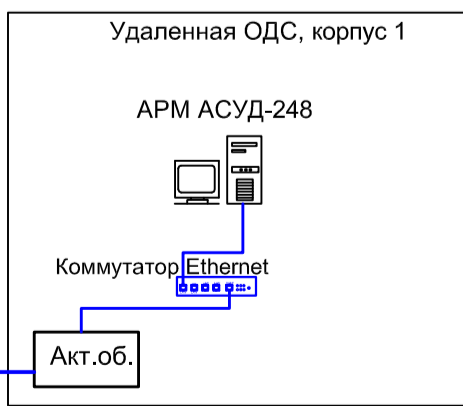 Удаленная ОДС, корпус 1
АРМ АСУД-248
Коммутатор Ethernet
Акт.об.